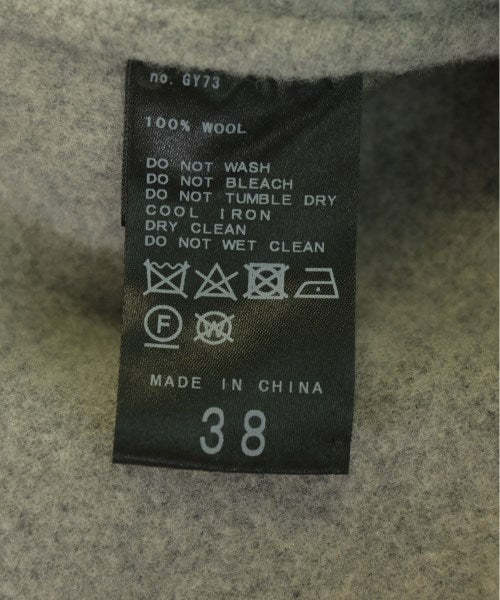 no. GY73
100% WOOL
DO NOT WASH
DO NOT BLEACH
DO NOT TUMBLE DRY
COOL IRON
DRY CLEAN
DO NOT WET CLEAN
F W
MADE IN CHINA
38